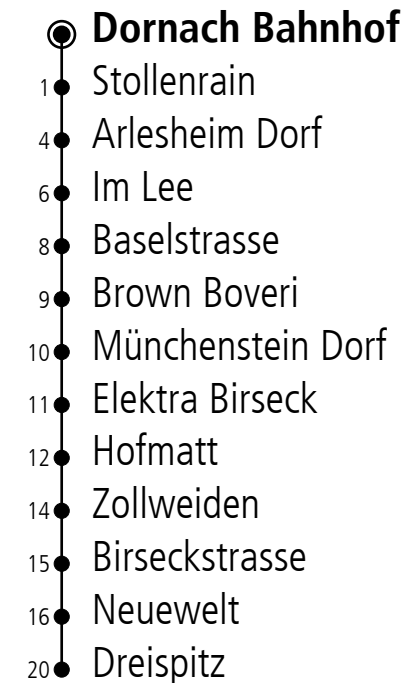 Dornach Bahnhof
1 Stollenrain
4 Arlesheim Dorf
6 Im Lee
8 Baselstrasse
9 Brown Boveri
10 Münchenstein Dorf
11 Elektra Birseck
12 Hofmatt
14 Zollweiden
15 Birseckstrasse
16 Neuewelt
20 Dreispitz